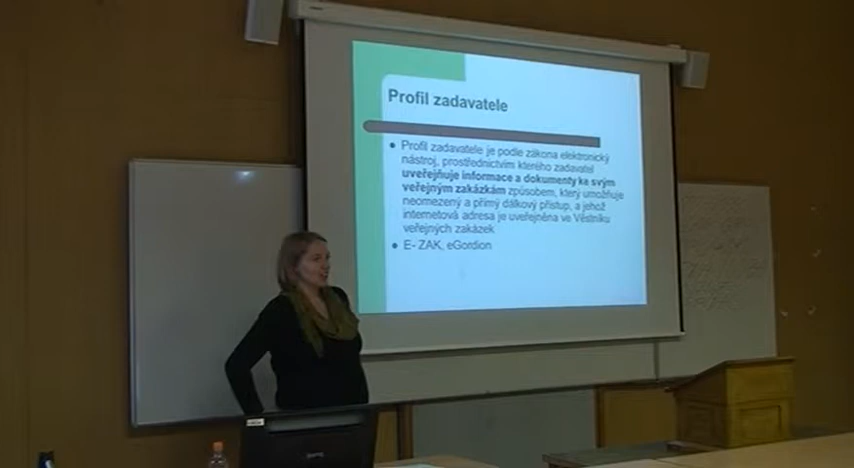 Profil zadavatele
● Profil zadavatele je podle zákona elektronický
nástroj, prostřednictvím kterého zadavatel
uveřejňuje informace a dokumenty ke svým
veřejným zakázkám způsobem, který umožňuje
neomezený a přímý dálkový přístup, a jehož
internetová adresa je uveřejněna ve Věstníku
veřejných zakázek
● E- ZAK, eGordion
BenQ